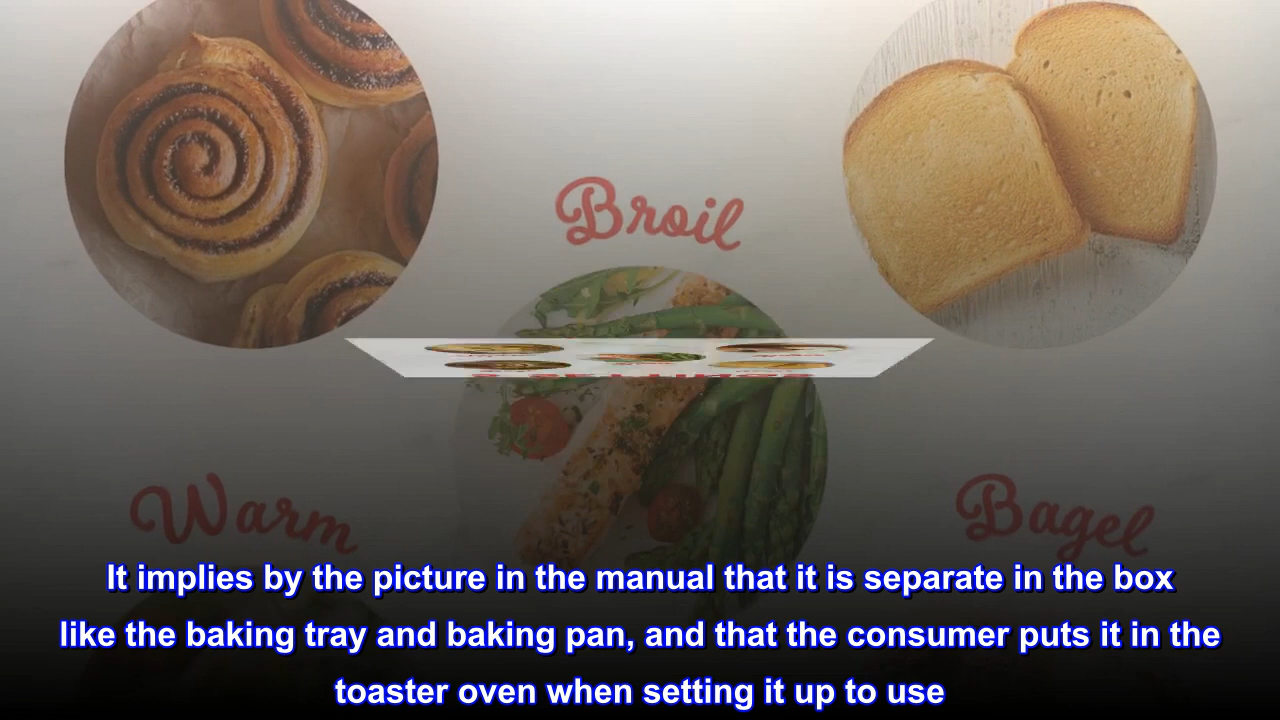 Broil
Warm
Bagel
It implies by the picture in the manual that it is separate in the box
like the baking tray and baking pan, and that the consumer puts it in the
toaster oven when setting it up to use